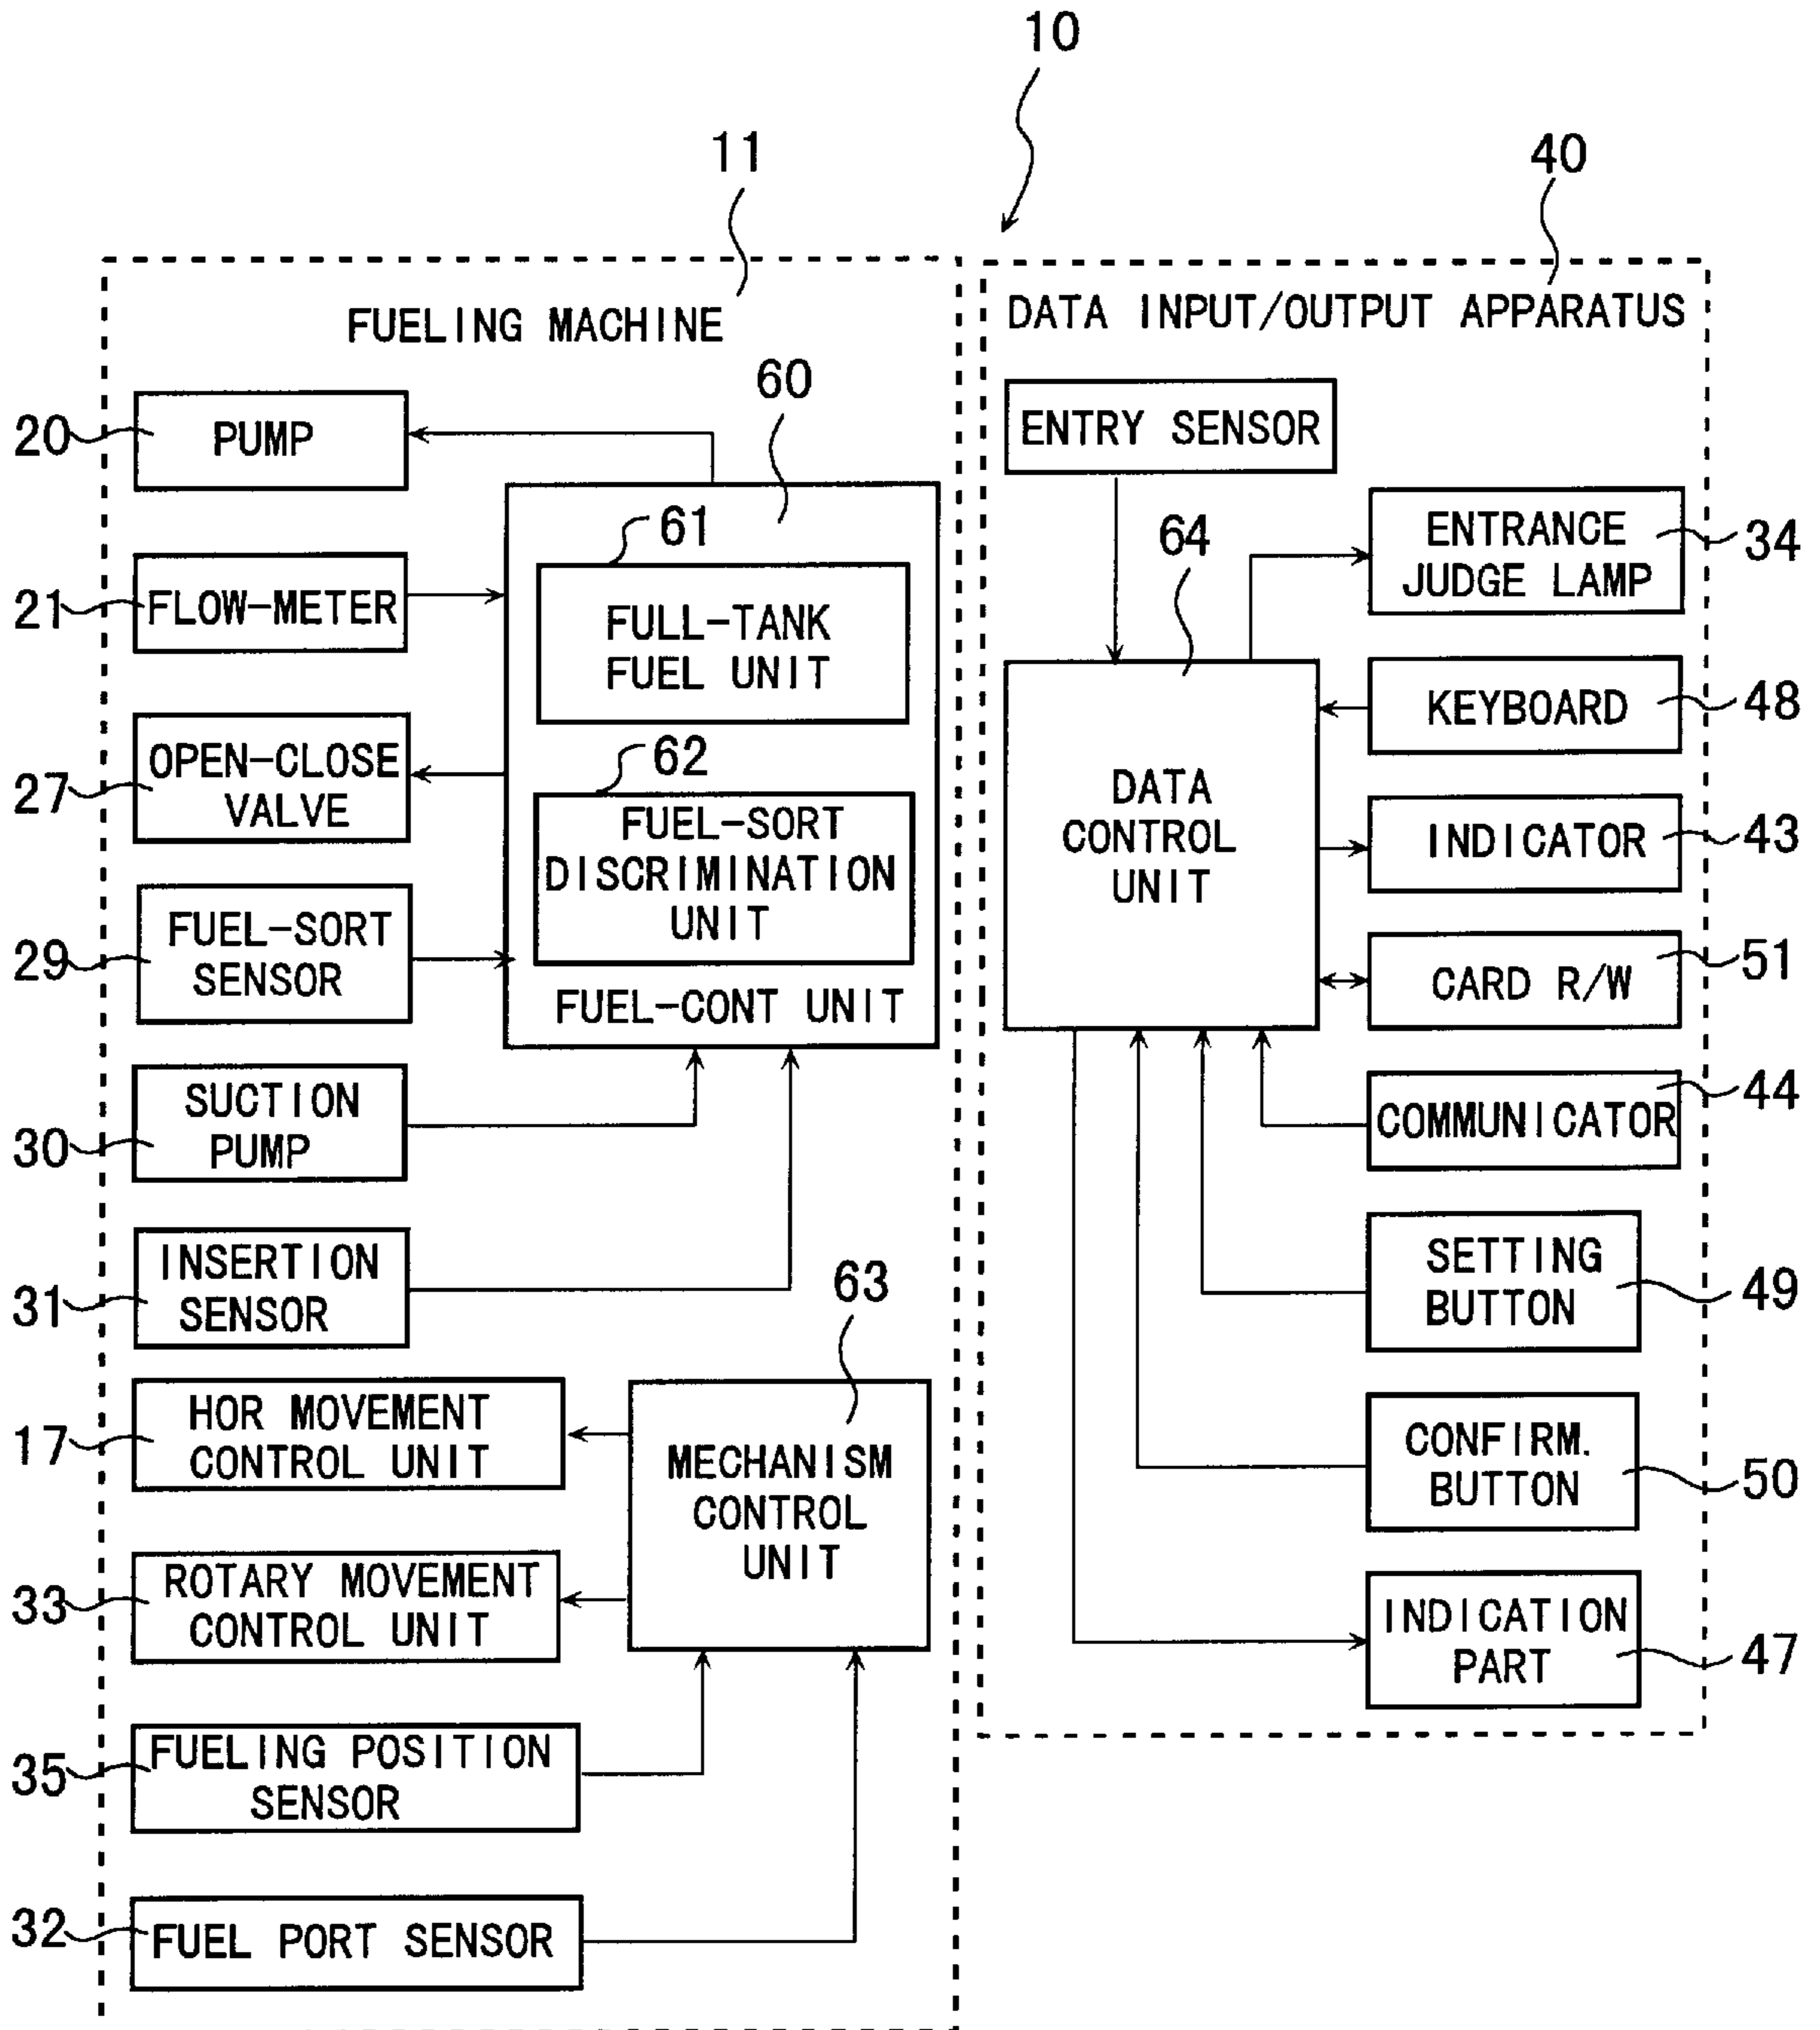 10
11
40
FUELING MACHINE
DATA INPUT/OUTPUT APPARATUS
60
20
PUMP
ENTRY SENSOR
61
64
ENTRANCE
JUDGE LAMP
34
21
FLOW-METER
FULL-TANK
FUEL UNIT
KEYBOARD
48
27
OPEN-CLOSE
VALVE
62
FUEL-SORT
DISCRIMINATION
UNIT
DATA
CONTROL
UNIT
INDICATOR
43
29
FUEL-SORT
SENSOR
FUEL-CONT UNIT
CARD R/W
51
30
SUCTION
PUMP
COMMUNICATOR
44
31
INSERTION
SENSOR
63
SETTING
BUTTON
49
17
HOR MOVEMENT
CONTROL UNIT
MECHANISM
CONTROL
UNIT
CONFIRM.
BUTTON
50
33
ROTARY MOVEMENT
CONTROL UNIT
INDICATION
PART
47
35
FUELING POSITION
SENSOR
32
FUEL PORT SENSOR